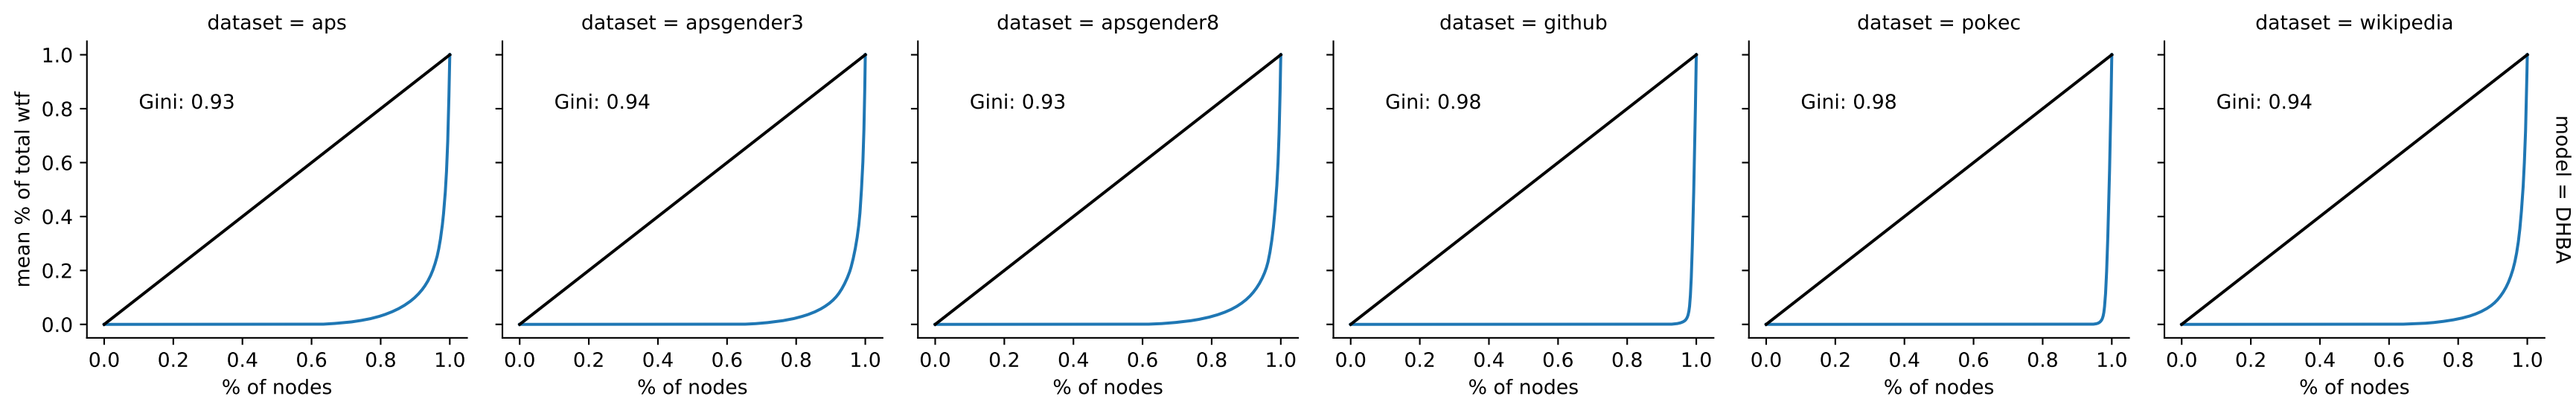 dataset = aps
dataset = apsgender3
dataset = apsgender8
dataset = github
dataset = pokec
dataset = wikipedia
mean % of total wtf
1.0
0.8
0.6
0.4
0.2
0.0
Gini: 0.93
Gini: 0.94
Gini: 0.93
Gini: 0.98
Gini: 0.98
Gini: 0.94
model = DHBA
0.0 0.2 0.4 0.6 0.8 1.0
0.0 0.2 0.4 0.6 0.8 1.0
0.0 0.2 0.4 0.6 0.8 1.0
0.0 0.2 0.4 0.6 0.8 1.0
0.0 0.2 0.4 0.6 0.8 1.0
0.0 0.2 0.4 0.6 0.8 1.0
% of nodes
% of nodes
% of nodes
% of nodes
% of nodes
% of nodes